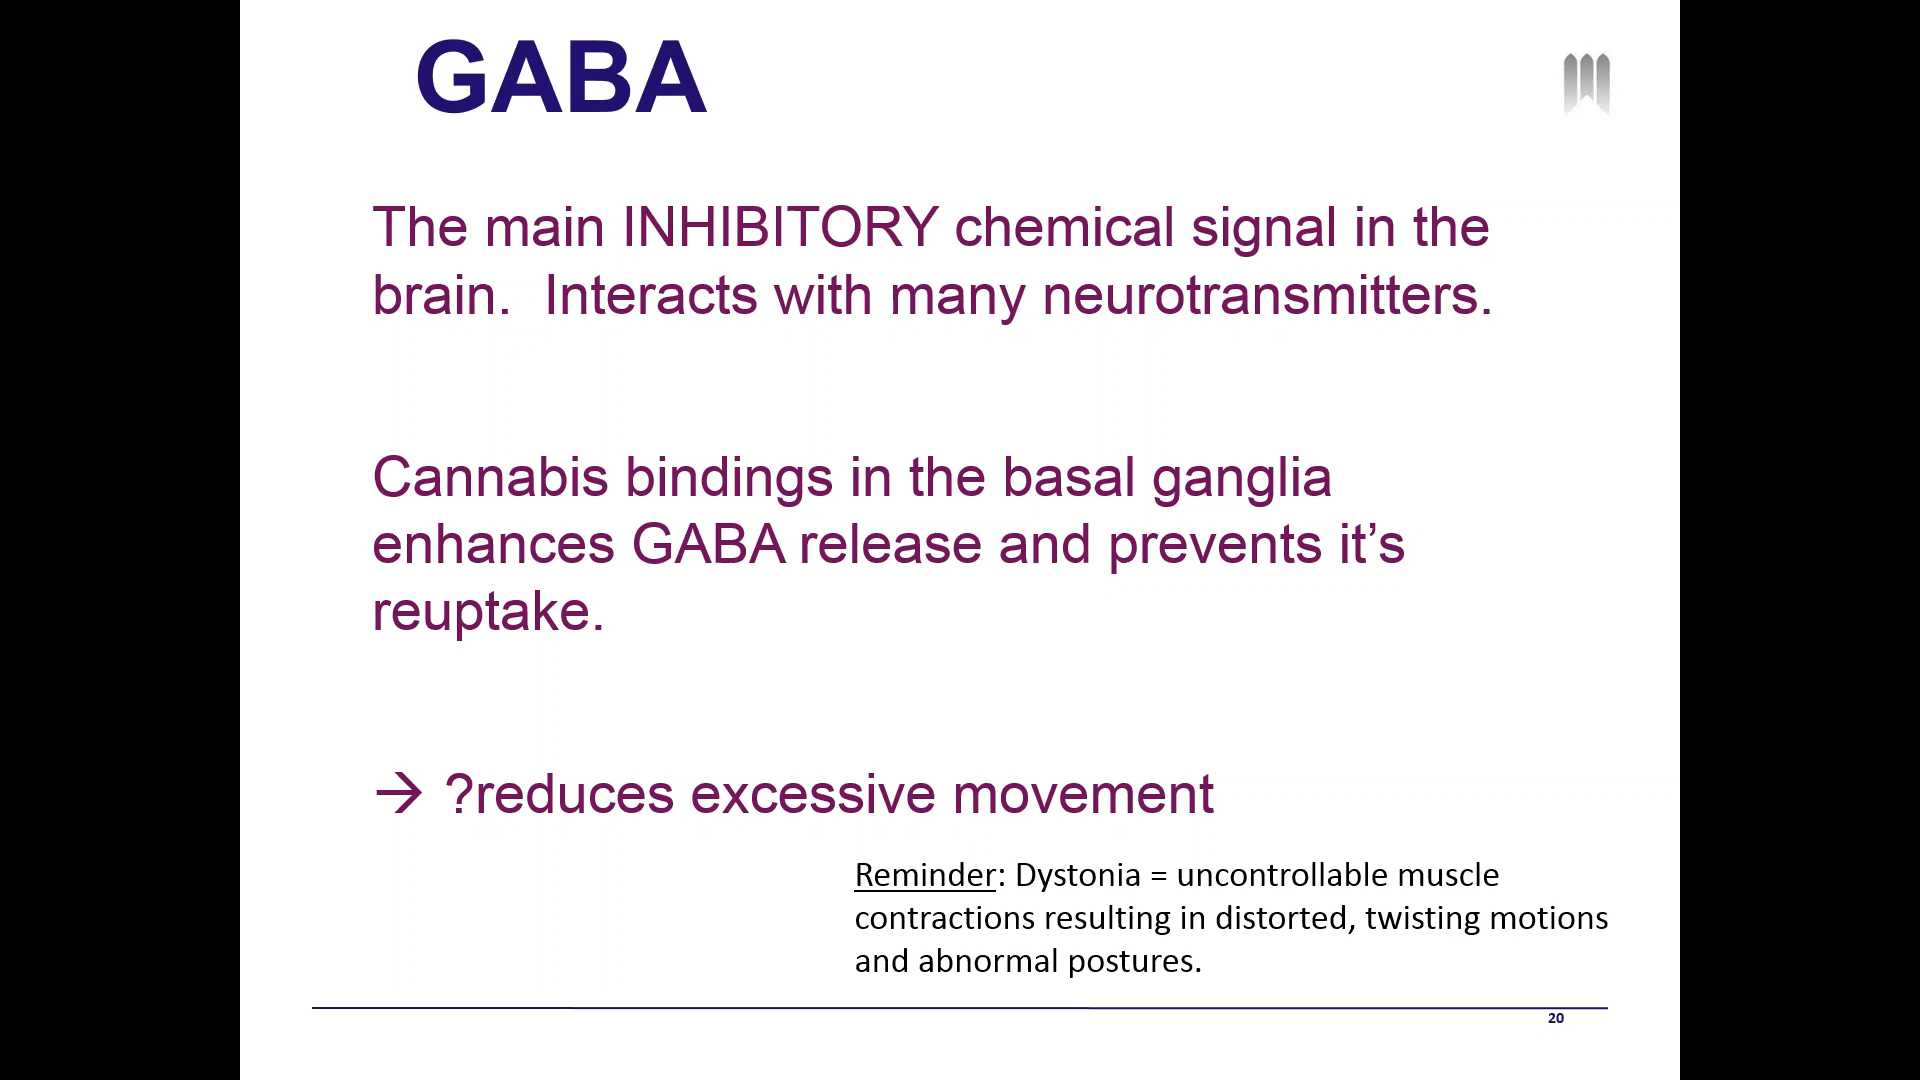 GABA
The main INHIBITORY chemical signal in the
brain.  Interacts with many neurotransmitters.
Cannabis bindings in the basal ganglia
enhances GABA release and prevents it’s
reuptake.
→ ?reduces excessive movement
Reminder: Dystonia = uncontrollable muscle
contractions resulting in distorted, twisting motions
and abnormal postures.
20